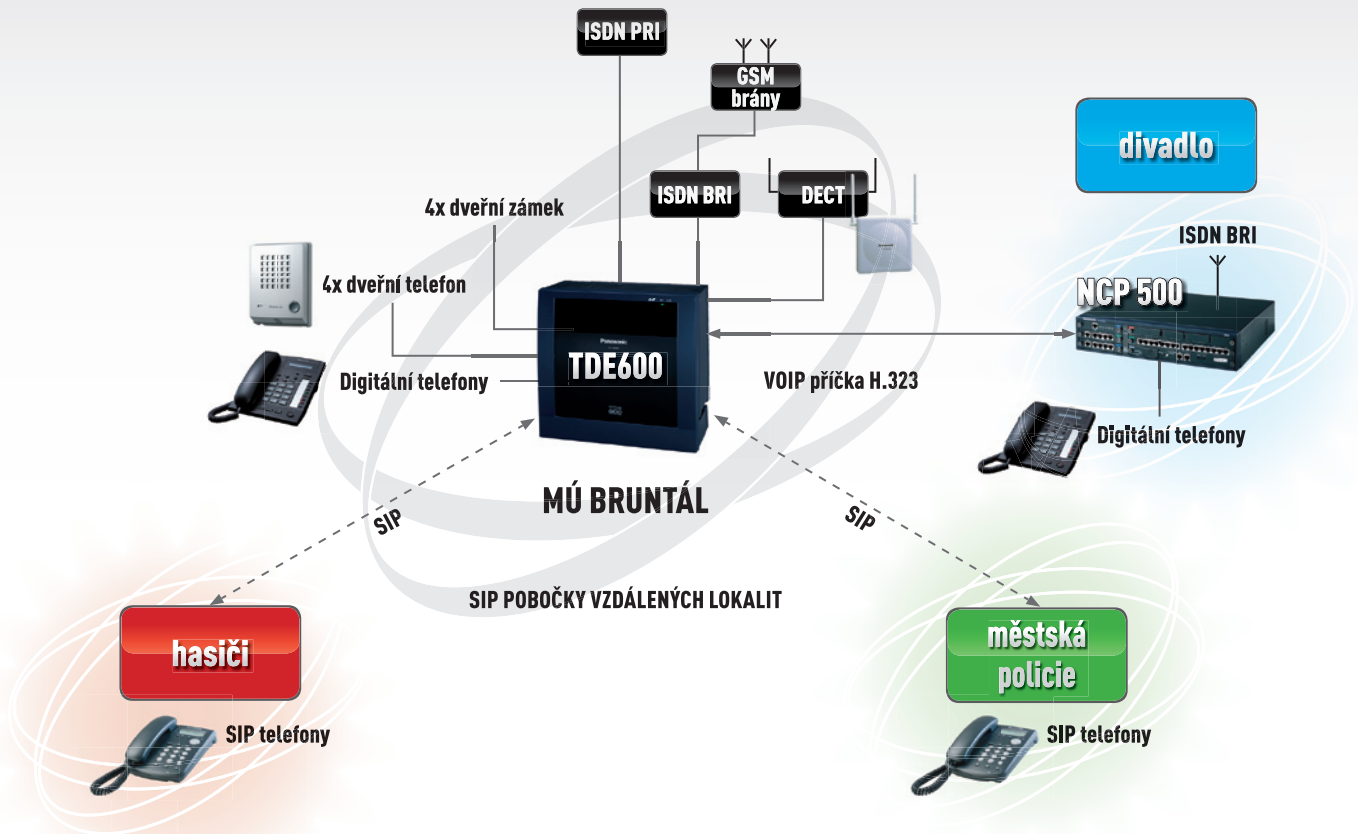 ISDN PRI
GSM
brány
divadlo
ISDN BRI
DECT
4x dveřní zámek
ISDN BRI
4x dveřní telefon
NCP 500
Panasonic
TDE600
Digitální telefony
VOIP příčka H.323
Digitální telefony
MÚ BRUNTÁL
SIP
SIP
SIP POBOČKY VZDÁLENÝCH LOKALIT
hasiči
městská
policie
SIP telefony
SIP telefony